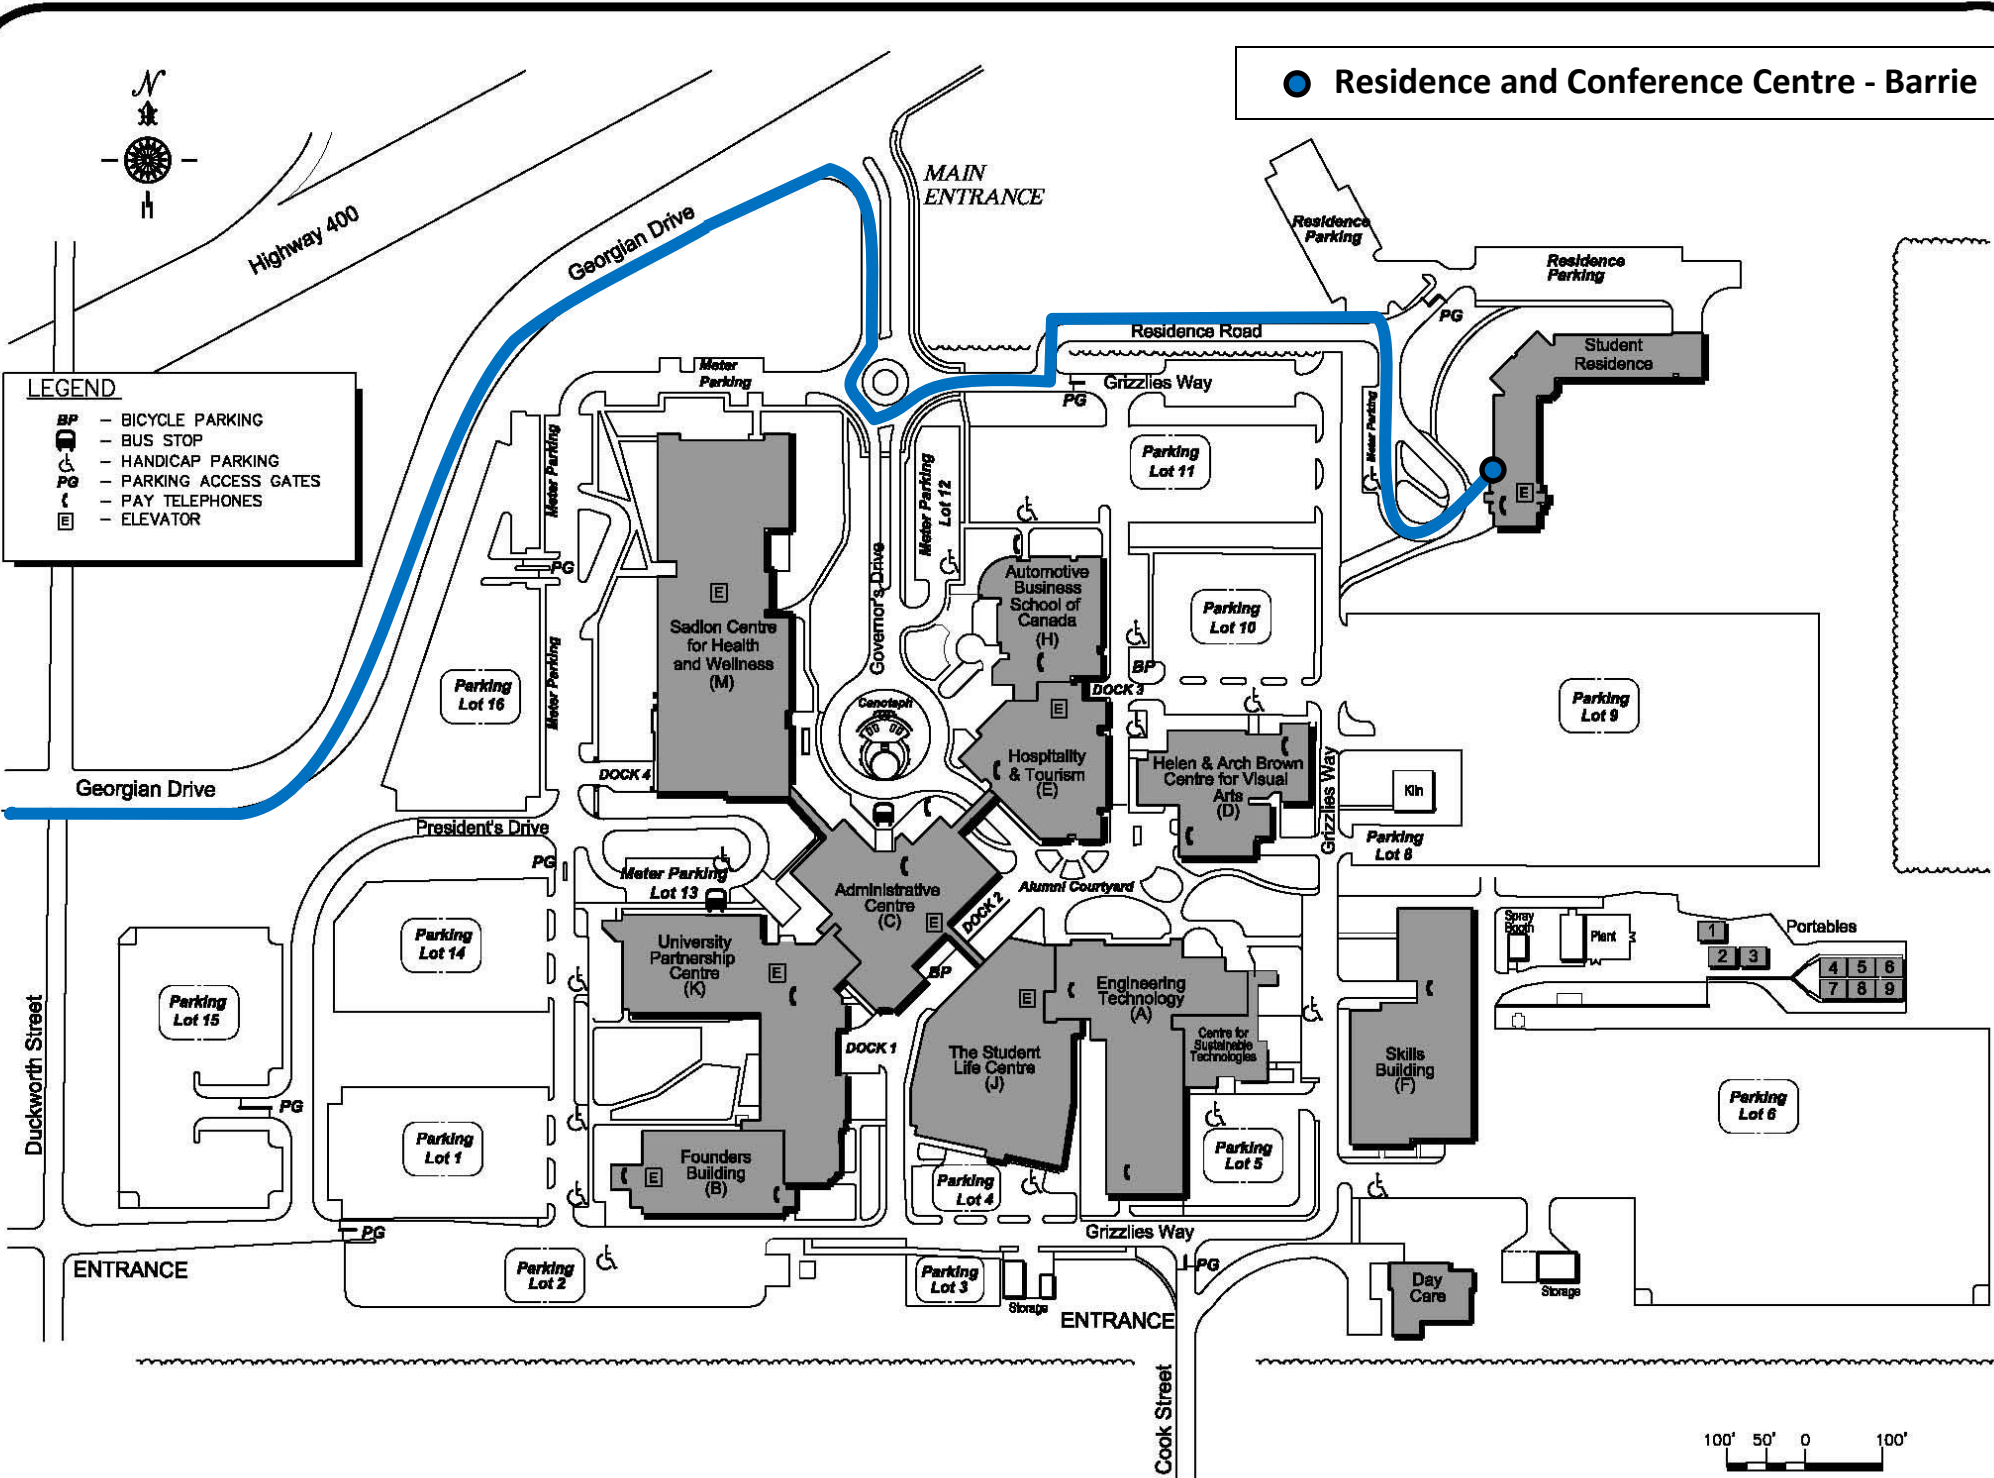 Residence and Conference Centre - Barrie
N
MAIN
ENTRANCE
Highway 400
Georgian Drive
Residence
Parking
Residence
Parking
PG
Residence Road
Student
Residence
LEGEND
BP – BICYCLE PARKING
– BUS STOP
– HANDICAP PARKING
PG – PARKING ACCESS GATES
– PAY TELEPHONES
E – ELEVATOR
Meter
Parking
Grizzlies Way
PG
Meter Parking
Meter Parking
Parking
Lot 11
Meter Parking
Lot 12
E
PG
Governor's Drive
Automotive
Business
School of
Canada
(H)
Parking
Lot 10
E
Sadlon Centre
for Health
and Wellness
(M)
Meter Parking
Parking
Lot 16
BP
DOCK 3
Parking
Lot 9
Cenotaph
E
Hospitality
& Tourism
(E)
Helen & Arch Brown
Centre for Visual
Arts
(D)
Grizzlies Way
Kiln
DOCK 4
Georgian Drive
President's Drive
Parking
Lot 8
PG
Meter Parking
Lot 13
Administrative
Centre
(C)
E
DOCK 2
Alumni Courtyard
Parking
Lot 14
University
Partnership
Centre
(K)
E
BP
Spray
Booth
Plant
Portables
1
2 3
4 5 6
7 8 9
Parking
Lot 15
Engineering
Technology
(A)
E
Centre for
Sustainable
Technologies
DOCK 1
The Student
Life Centre
(J)
Skills
Building
(F)
Duckworth Street
PG
Parking
Lot 6
Parking
Lot 1
Founders
Building
(B)
E
Parking
Lot 4
Parking
Lot 5
PG
Grizzlies Way
ENTRANCE
Parking
Lot 2
Parking
Lot 3
Storage
PG
Day
Care
Storage
ENTRANCE
Cook Street
100' 50' 0 100'